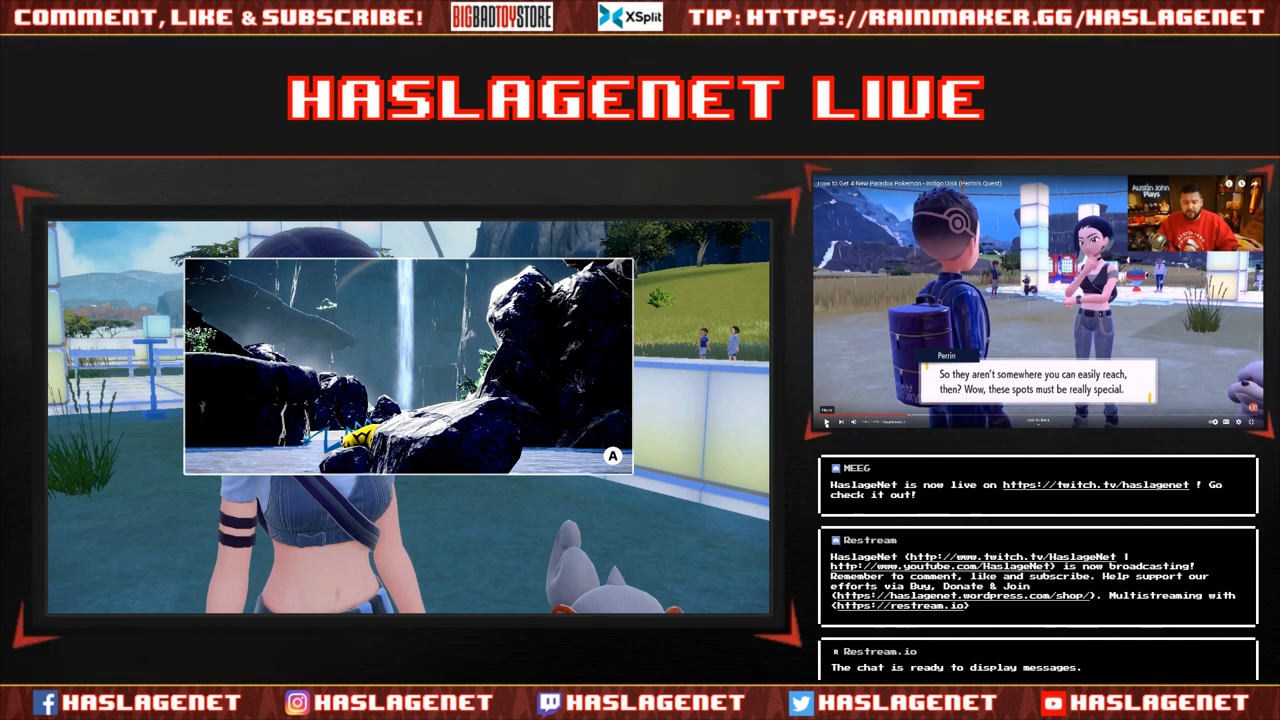 COMMENT, LIKE & SUBSCRIBE!
BIGBADTOYSTORE
XSplit
TIP: HTTPS://RAINMAKER.GG/HASLAGENET
HASLAGENET LIVE
How to Get 4 New Paradox Pokemon - Indigo Disk (Perrin's Quest)
Austin John
Plays
Perrin
So they aren't somewhere you can easily reach,
then? Wow, these spots must be really special.
A
MEE6
HaslageNet is now live on https://twitch.tv/haslagenet ! Go
check it out!
Restream
HaslageNet (http://www.twitch.tv/HaslageNet |
http://www.youtube.com/HaslageNet) is now broadcasting!
Remember to comment, like and subscribe. Help support our
efforts via Buy, Donate & Join
(https://haslagenet.wordpress.com/shop/). Multistreaming with
(https://restream.io)
R Restream.io
The chat is ready to display messages.
HASLAGENET
HASLAGENET
HASLAGENET
HASLAGENET
HASLAGENET